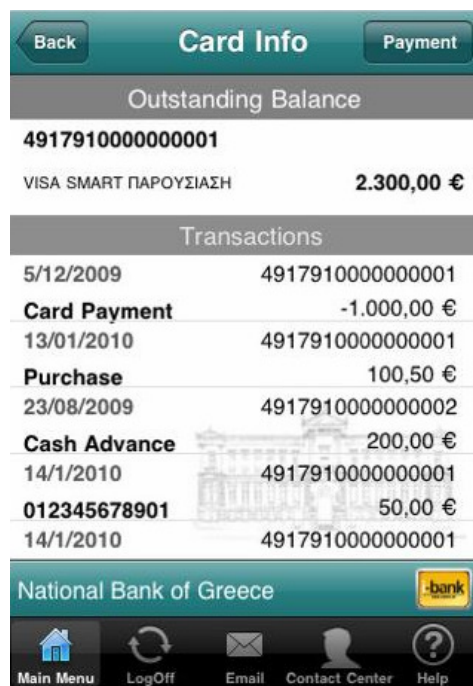 Back Card Info Payment
Outstanding Balance
4917910000000001
VISA SMART ΠΑΡΟΥΣΙΑΣΗ 2.300,00 €
Transactions
5/12/2009 4917910000000001
Card Payment -1.000,00 €
13/01/2010 4917910000000001
Purchase 100,50 €
23/08/2009 4917910000000002
Cash Advance 200,00 €
14/1/2010 4917910000000001
012345678901 50,00 €
14/1/2010 4917910000000001
National Bank of Greece -bank
Main Menu LogOff Email Contact Center ? Help